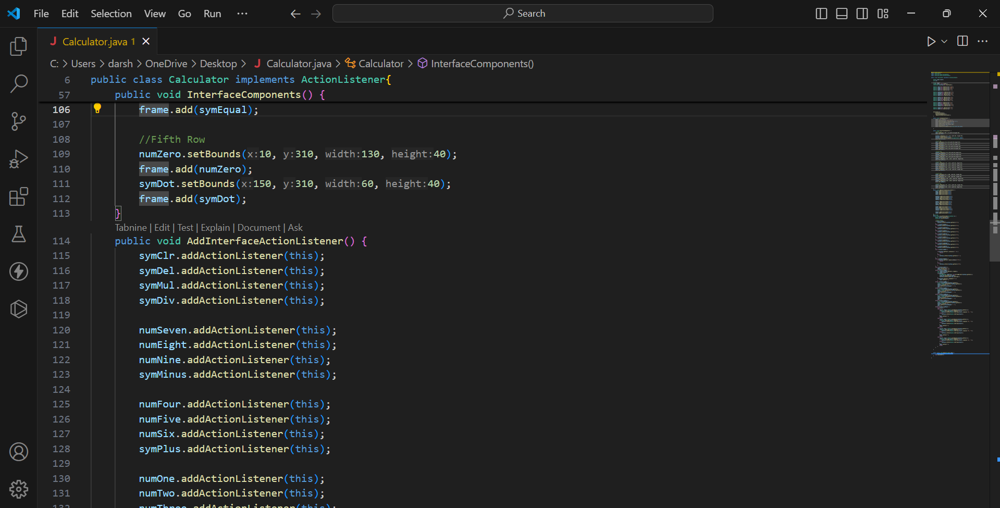 File Edit Selection View Go Run ··· Search
Calculator.java 1
C: > Users > darsh > OneDrive > Desktop > J Calculator.java > Calculator > InterfaceComponents()
6 public class Calculator implements ActionListener{
57 public void InterfaceComponents() {
106 frame.add(symEqual);
107
108 //Fifth Row
109 numZero.setBounds(x:10, y:310, width:130, height:40);
110 frame.add(numZero);
111 symDot.setBounds(x:150, y:310, width:60, height:40);
112 frame.add(symDot);
113 }
Tabnine | Edit | Test | Explain | Document | Ask
114 public void AddInterfaceActionListener() {
115 symClr.addActionListener(this);
116 symDel.addActionListener(this);
117 symMul.addActionListener(this);
118 symDiv.addActionListener(this);
119
120 numSeven.addActionListener(this);
121 numEight.addActionListener(this);
122 numNine.addActionListener(this);
123 symMinus.addActionListener(this);
124
125 numFour.addActionListener(this);
126 numFive.addActionListener(this);
127 numSix.addActionListener(this);
128 symPlus.addActionListener(this);
129
130 numOne.addActionListener(this);
131 numTwo.addActionListener(this);
132 numThree.addActionListener(this);